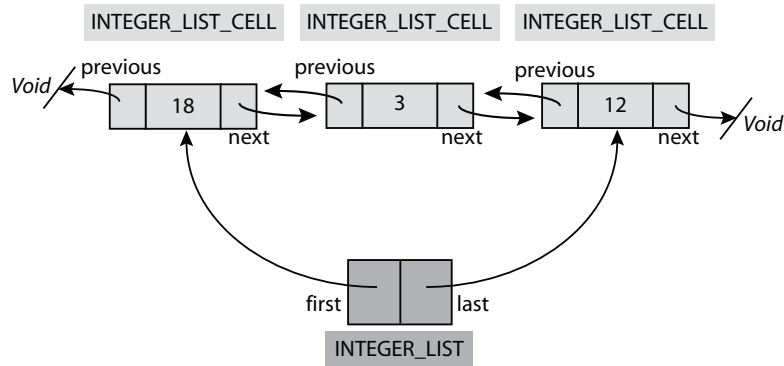 INTEGER_LIST_CELL INTEGER_LIST_CELL INTEGER_LIST_CELL
previous previous previous
Void
18 3 12
Void
next next next
first last
INTEGER_LIST